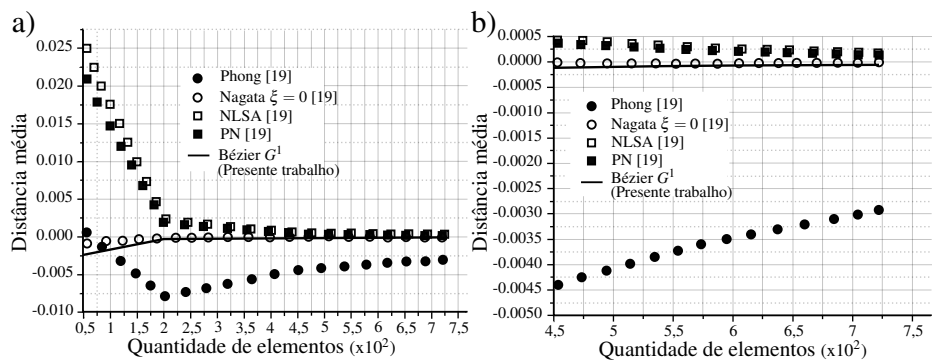 a)
Distância média
0.025
0.020
0.015
0.010
0.005
0.000
-0.005
-0.010
Phong [19]
Nagata ξ = 0 [19]
NLSA [19]
PN [19]
Bézier G¹
(Presente trabalho)
0,5 1 1,5 2 2,5 3 3,5 4 4,5 5 5,5 6 6,5 7 7,5
Quantidade de elementos (x10²)
b)
Distância média
0.0005
0.0000
-0.0005
-0.0010
-0.0015
-0.0020
-0.0025
-0.0030
-0.0035
-0.0040
-0.0045
-0.0050
Phong [19]
Nagata ξ = 0 [19]
NLSA [19]
PN [19]
Bézier G¹
(Presente trabalho)
4,5 5 5,5 6 6,5 7 7,5
Quantidade de elementos (x10²)